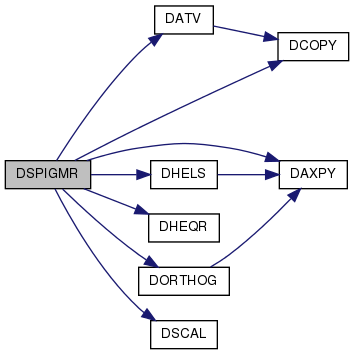 DATV
DCOPY
DSPIGMR
DHELS
DAXPY
DHEQR
DORTHOG
DSCAL